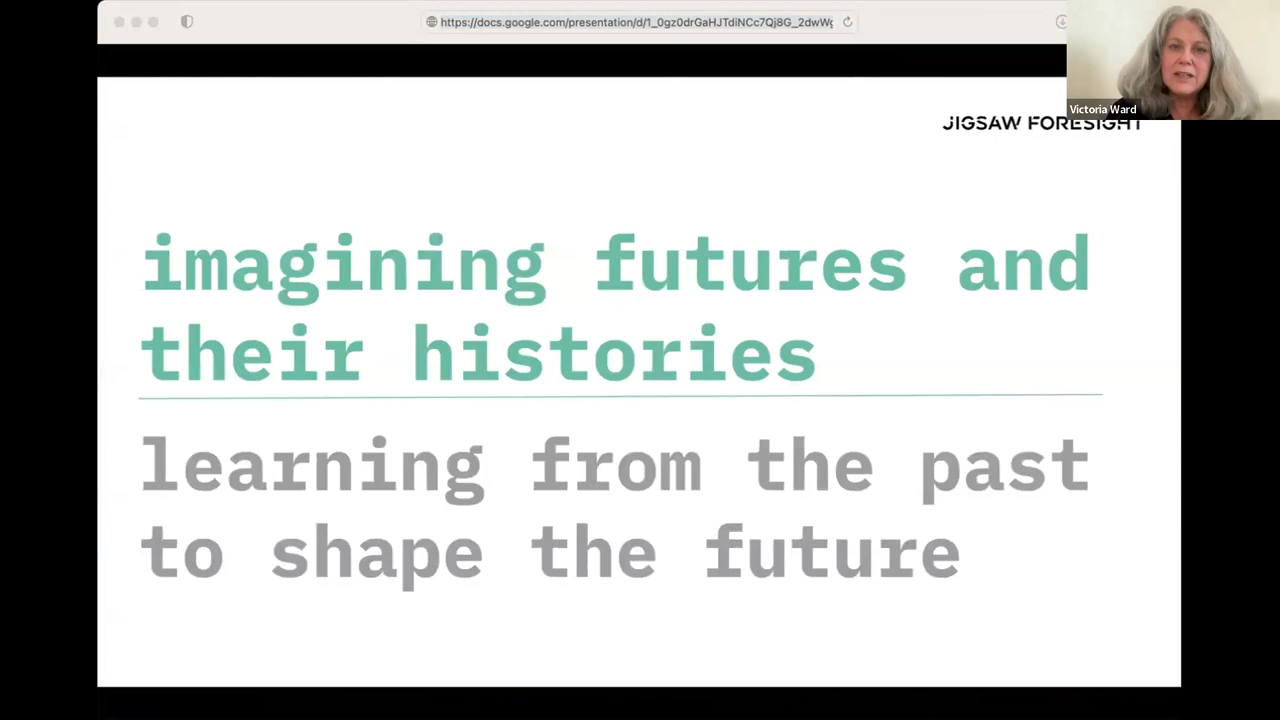 https://docs.google.com/presentation/d/1_0gz0drGaHJTdiNCc7Qj8G_2dwWg
Victoria Ward
JIGSAW FORESIGHT
imagining futures and
their histories
learning from the past
to shape the future